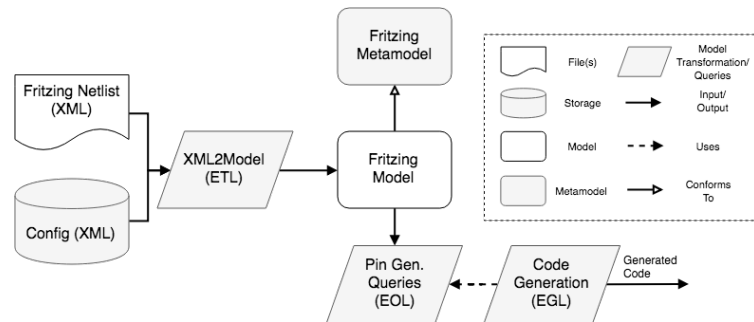 Fritzing
Metamodel
Fritzing Netlist
(XML)
XML2Model
(ETL)
Fritzing
Model
Config (XML)
Pin Gen.
Queries
(EOL)
Code
Generation
(EGL)
Generated
Code
File(s)
Model
Transformation/
Queries
Storage
Input/
Output
Model
Uses
Metamodel
Conforms
To